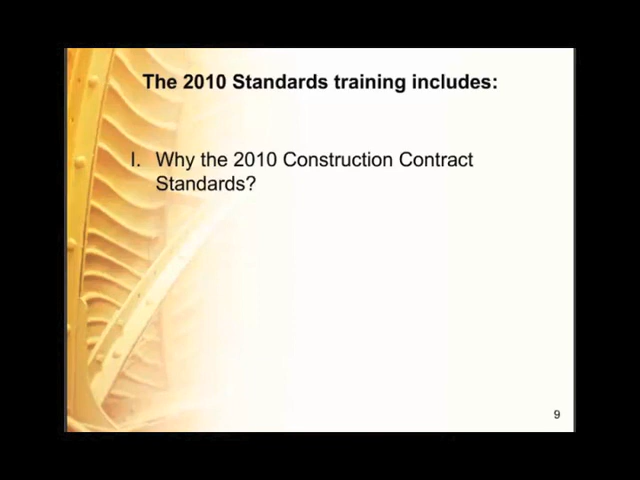 The 2010 Standards training includes:
I. Why the 2010 Construction Contract
Standards?
9